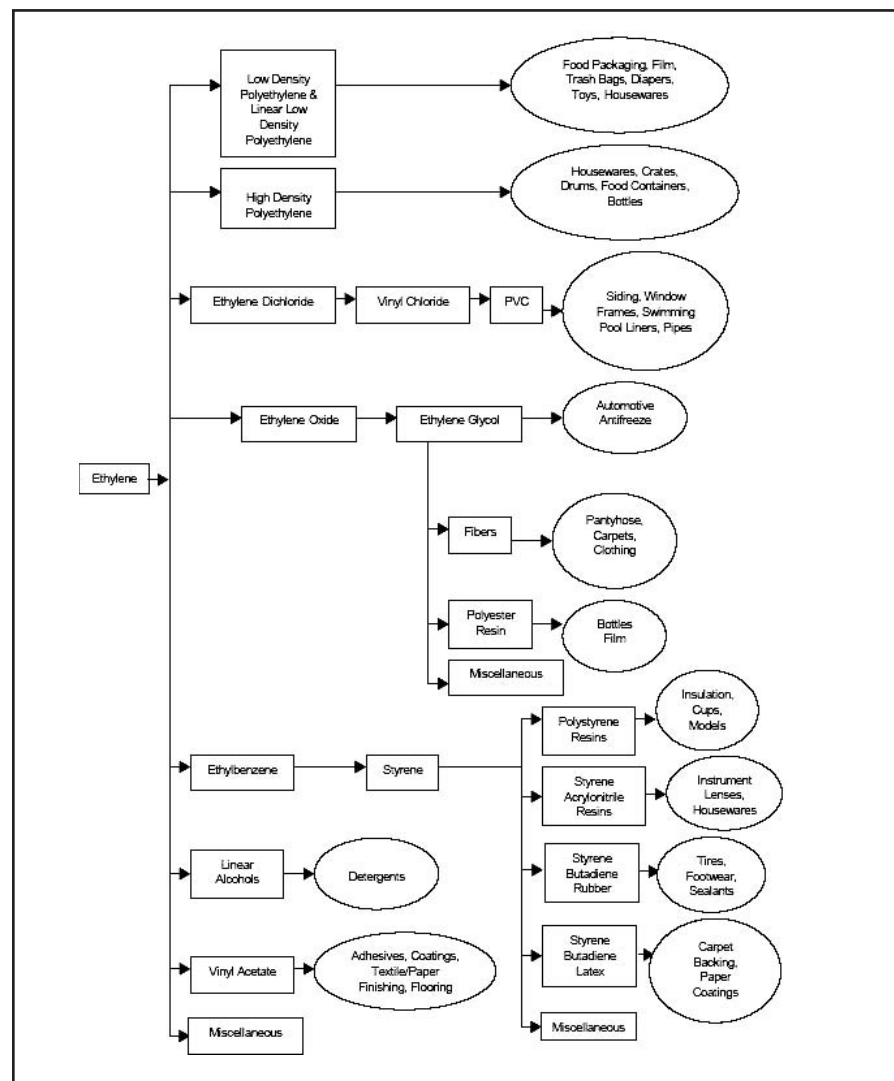 Low Density
Polyethylene &
Linear Low
Density
Polyethylene
Food Packaging, Film,
Trash Bags, Diapers,
Toys, Housewares
High Density
Polyethylene
Housewares, Crates,
Drums, Food Containers,
Bottles
Ethylene Dichloride
Vinyl Chloride
PVC
Siding, Window
Frames, Swimming
Pool Liners, Pipes
Ethylene Oxide
Ethylene Glycol
Automotive
Antifreeze
Ethylene
Fibers
Pantyhose,
Carpets,
Clothing
Polyester
Resin
Bottles
Film
Miscellaneous
Ethylbenzene
Styrene
Polystyrene
Resins
Insulation,
Cups,
Models
Styrene
Acrylonitrile
Resins
Instrument
Lenses,
Housewares
Linear
Alcohols
Detergents
Styrene
Butadiene
Rubber
Tires,
Footwear,
Sealants
Vinyl Acetate
Adhesives, Coatings,
Textile/Paper
Finishing, Flooring
Styrene
Butadiene
Latex
Carpet
Backing,
Paper
Coatings
Miscellaneous
Miscellaneous